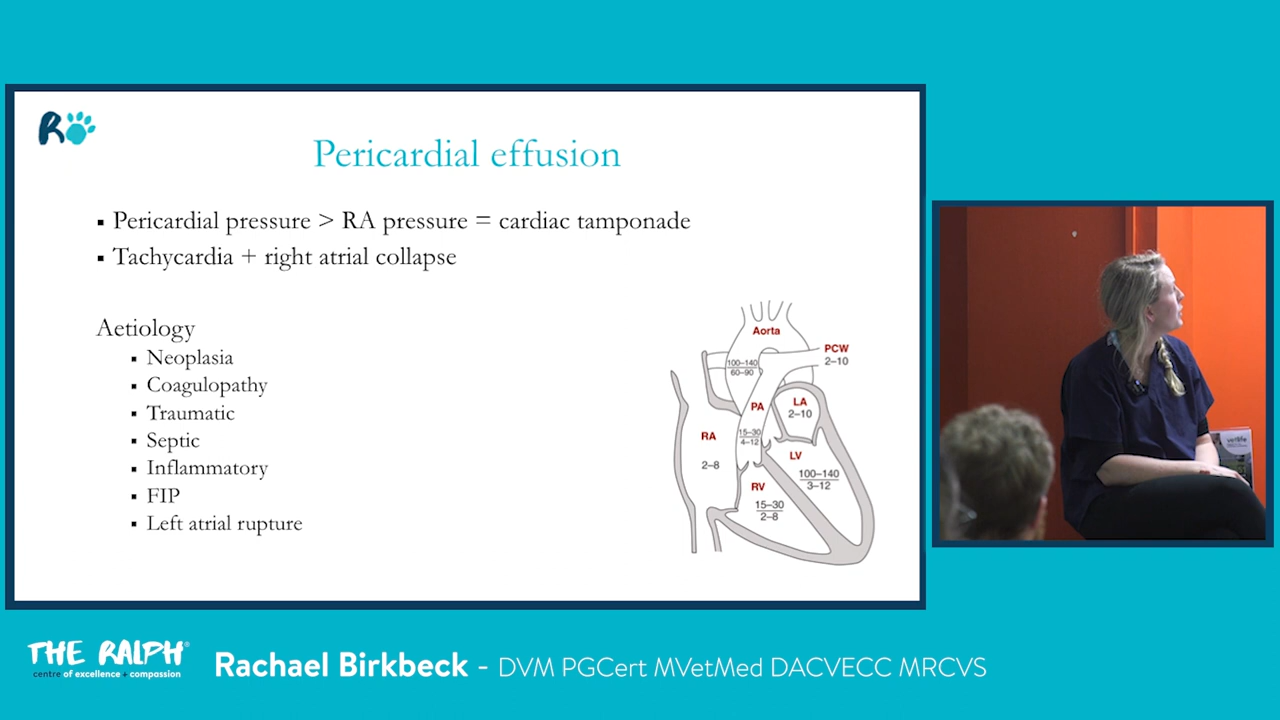 R
Pericardial effusion
▪ Pericardial pressure > RA pressure = cardiac tamponade
▪ Tachycardia + right atrial collapse
Aetiology
▪ Neoplasia
▪ Coagulopathy
▪ Traumatic
▪ Septic
▪ Inflammatory
▪ FIP
▪ Left atrial rupture
Aorta
100–140
60–90
PCW
2–10
PA
15–30
4–12
LA
2–10
RA
2–8
LV
100–140
3–12
RV
15–30
2–8
vetlife
THE RALPH®
centre of excellence + compassion
Rachael Birkbeck - DVM PGCert MVetMed DACVECC MRCVS